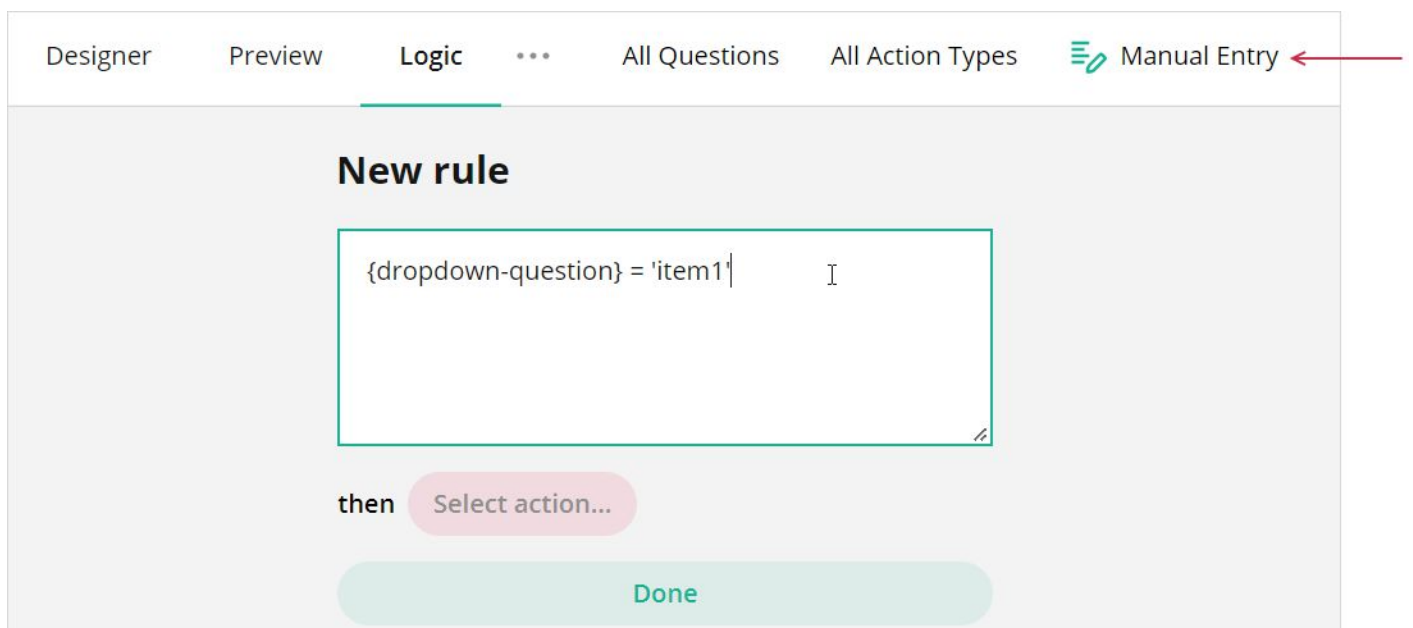 Designer Preview Logic ••• All Questions All Action Types Manual Entry
New rule
{dropdown-question} = 'item1'
then Select action...
Done